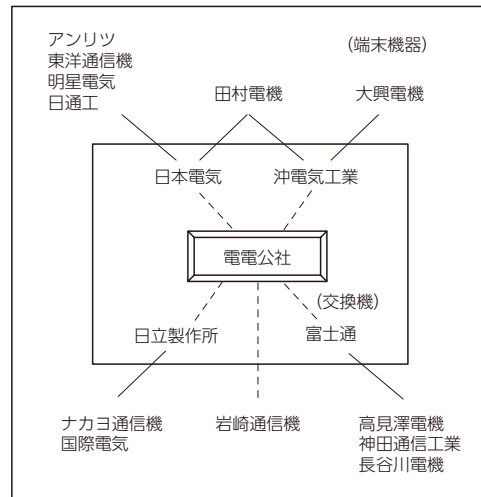 アンリツ
東洋通信機
明星電気
日通工
(端末機器)
田村電機
大興電機
日本電気
沖電気工業
電電公社
(交換機)
日立製作所
富士通
ナカヨ通信機
国際電気
岩崎通信機
高見澤電機
神田通信工業
長谷川電機